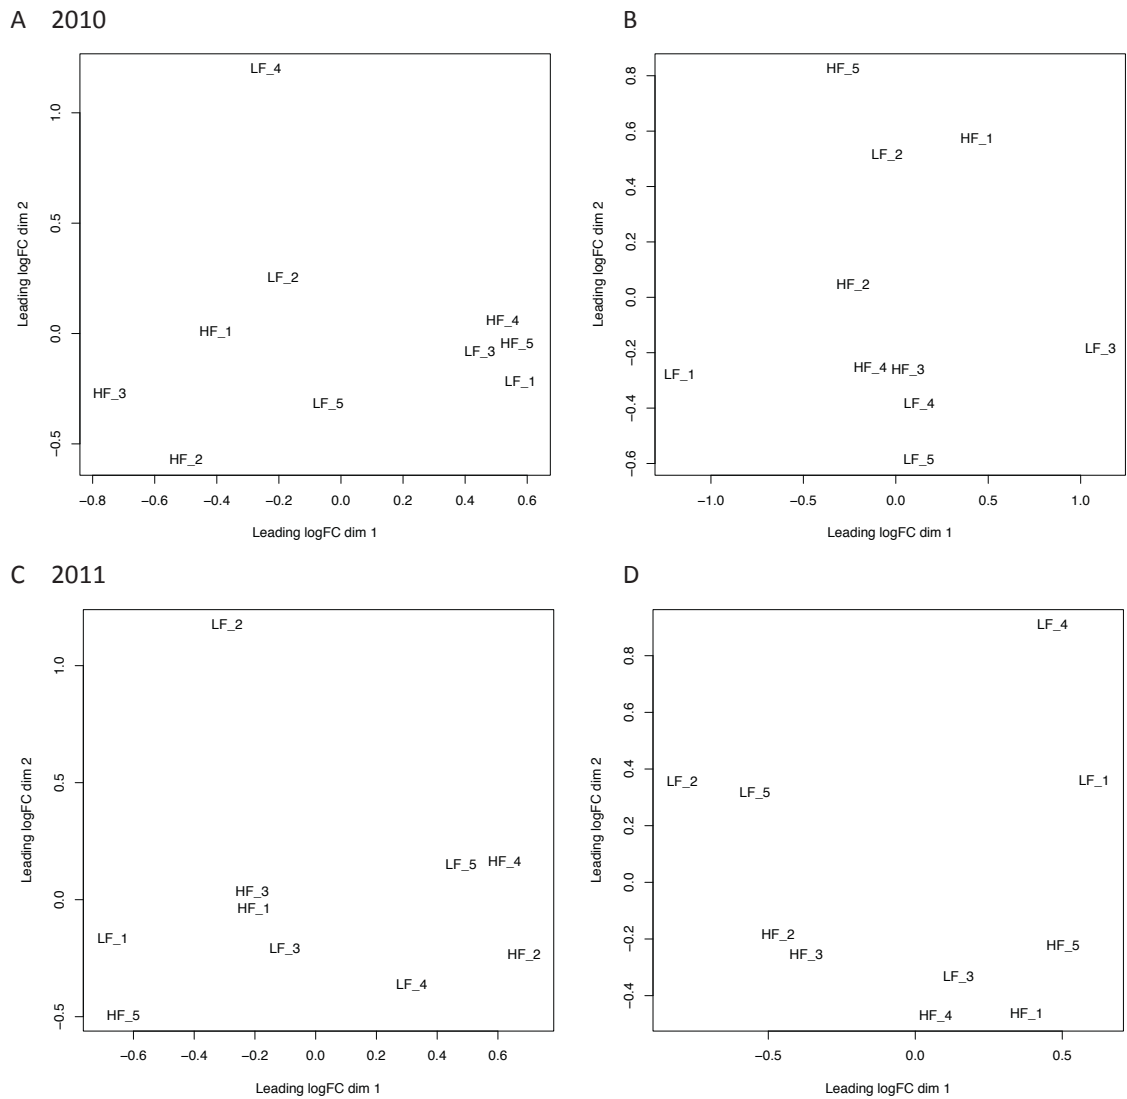 A 2010
LF_4
LF_2
HF_1
HF_4
HF_5
LF_3
LF_1
HF_3
LF_5
HF_2
1.0
0.5
0.0
−0.5
Leading logFC dim 2
−0.8 −0.6 −0.4 −0.2 0.0 0.2 0.4 0.6
Leading logFC dim 1
B
HF_5
HF_1
LF_2
HF_2
LF_3
HF_4 HF_3
LF_1
LF_4
LF_5
0.8
0.6
0.4
0.2
0.0
−0.2
−0.4
−0.6
Leading logFC dim 2
−1.0 −0.5 0.0 0.5 1.0
Leading logFC dim 1
C 2011
LF_2
LF_5 HF_4
HF_3
HF_1
LF_1
LF_3
HF_2
LF_4
HF_5
1.0
0.5
0.0
−0.5
Leading logFC dim 2
−0.6 −0.4 −0.2 0.0 0.2 0.4 0.6
Leading logFC dim 1
D
LF_4
LF_2
LF_1
LF_5
HF_2
HF_5
HF_3
LF_3
HF_4 HF_1
0.8
0.6
0.4
0.2
0.0
−0.2
−0.4
Leading logFC dim 2
−0.5 0.0 0.5
Leading logFC dim 1